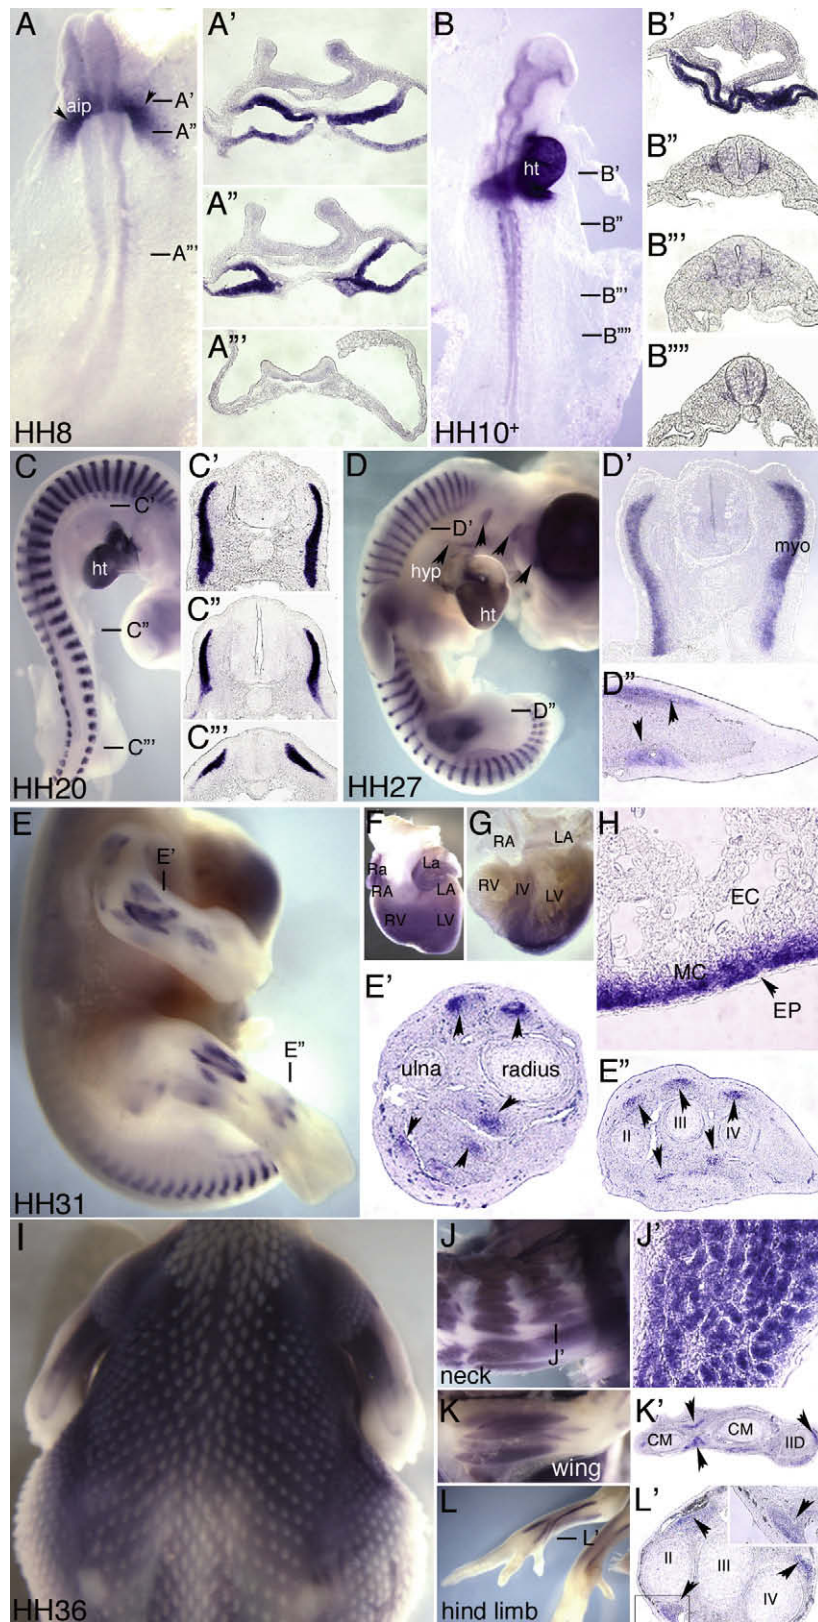 A
aip
A'
A"
A"'
HH8
A'
A"
A"'
B
ht
B'
B"
B"'
B""
HH10+
B'
B"
B"'
B""
C
C'
ht
C"
C"'
HH20
C'
C"
C"'
D
D'
hyp
ht
D"
HH27
D'
myo
D"
E
E'
E"
HH31
F
Ra
La
RA
LA
RV
LV
G
RA
LA
RV
IV
LV
H
EC
MC
EP
E'
ulna
radius
E"
II
III
IV
I
HH36
J
J'
neck
J'
K
wing
K'
CM
CM
IID
L
L'
hind limb
L'
II
III
IV